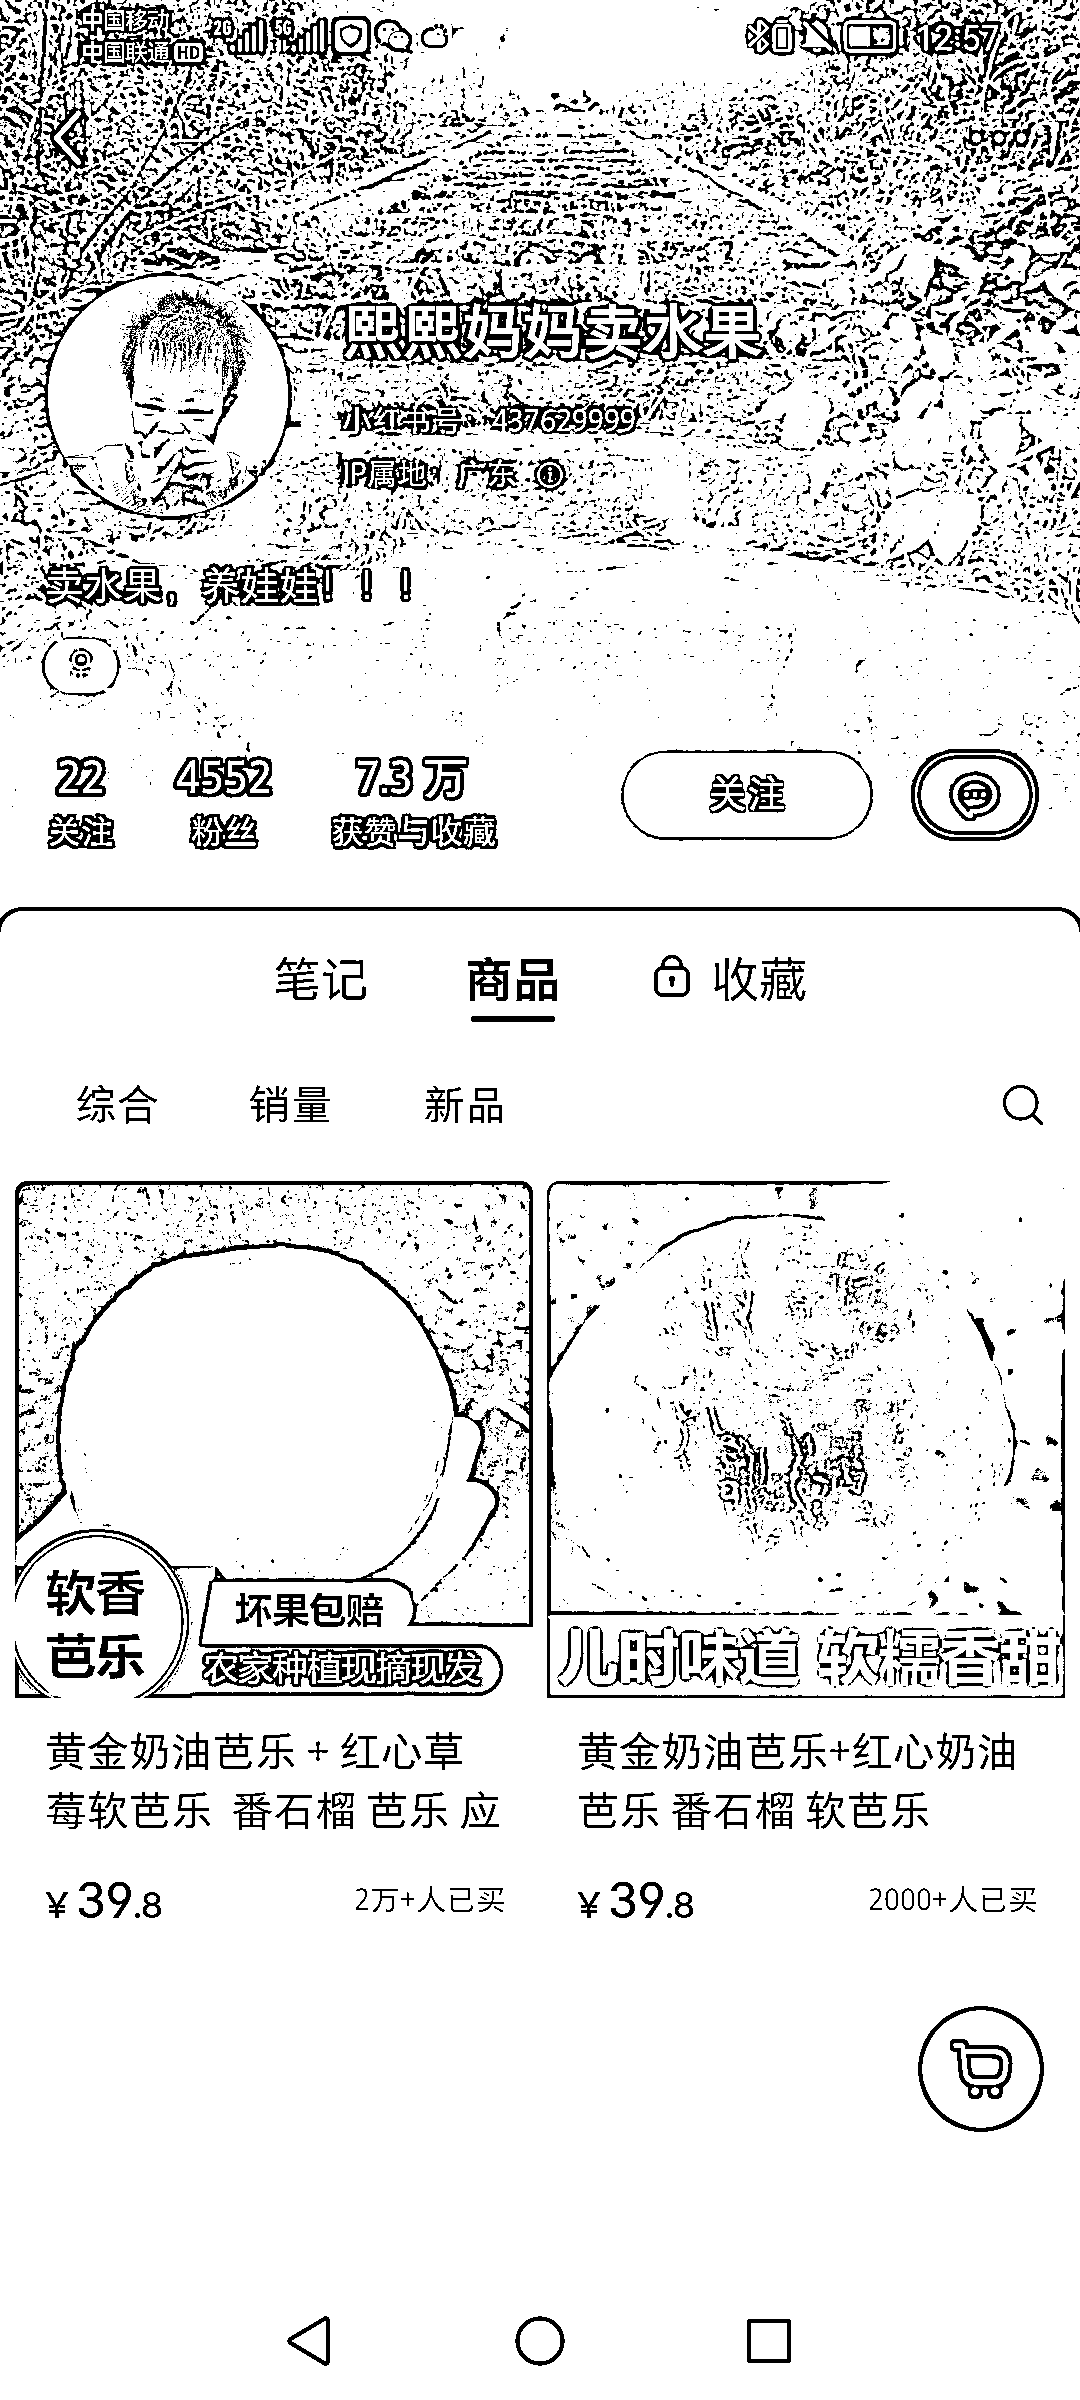 中国移动
中国联通 HD
2G 5G
12:57
熙熙妈妈卖水果
小红书号：437629999
IP属地：广东
卖水果，养娃娃！！！
22 4552 7.3万
关注 粉丝 获赞与收藏
关注
笔记 商品 收藏
综合 销量 新品
软香
芭乐
坏果包赔
农家种植现摘现发
儿时味道 软糯香甜
黄金奶油芭乐 + 红心草
莓软芭乐 番石榴 芭乐 应
¥39.8 2万+人已买
黄金奶油芭乐+红心奶油
芭乐 番石榴 软芭乐
¥39.8 2000+人已买